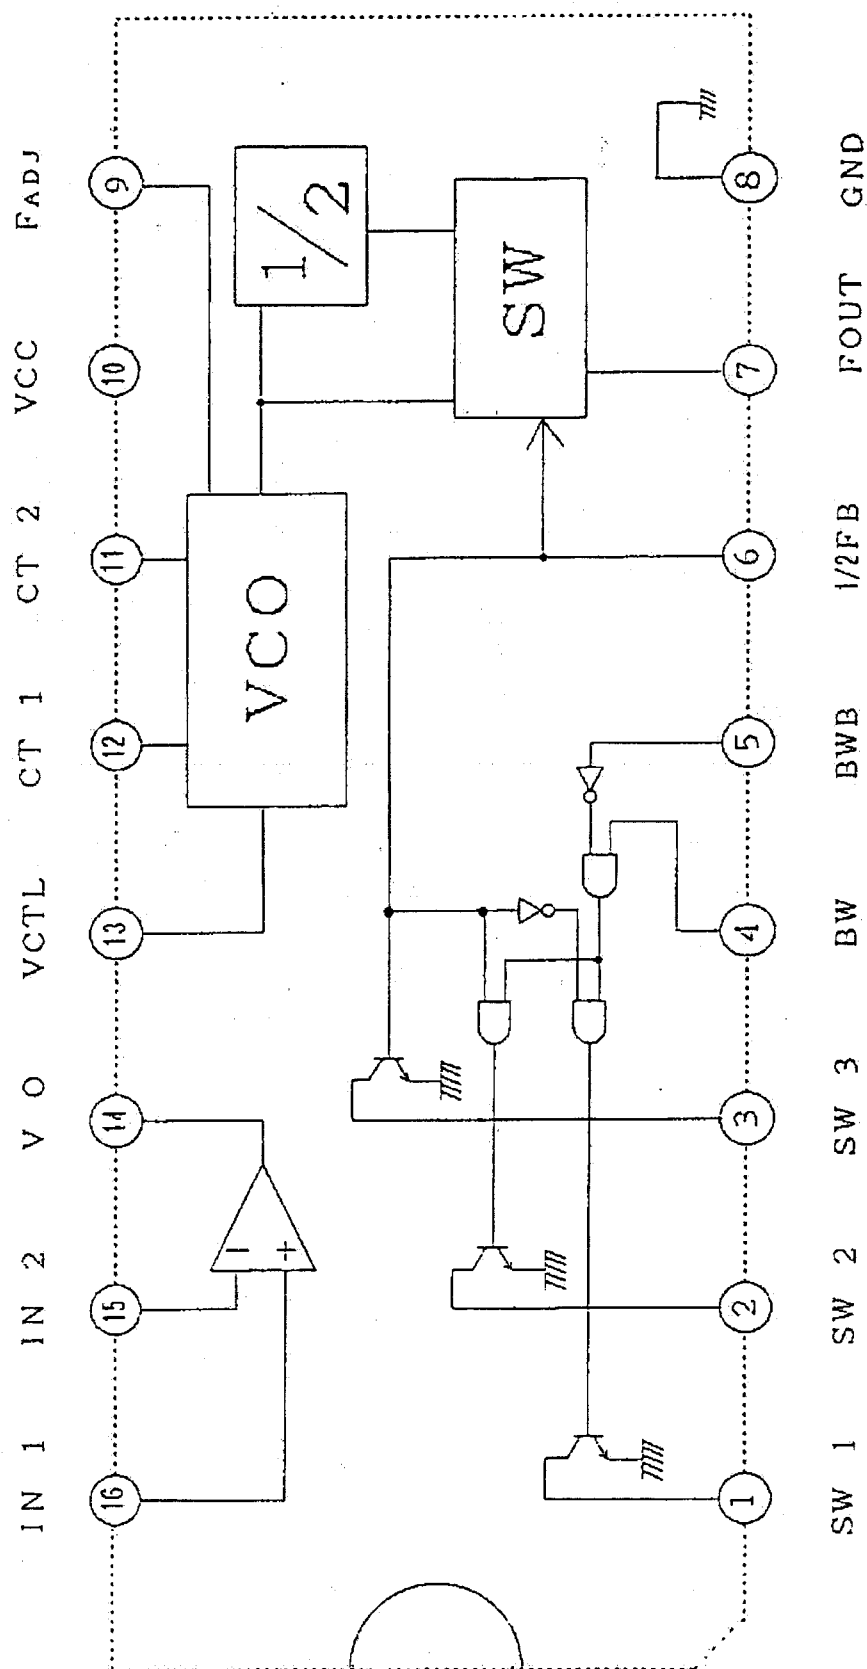 IN 1
IN 2
V O
VCTL
CT 1
CT 2
VCC
FADJ
16
15
14
13
12
11
10
9
− +
VCO
1/2
SW
1
2
3
4
5
6
7
8
SW 1
SW 2
SW 3
BW
BWB
1/2FB
FOUT
GND